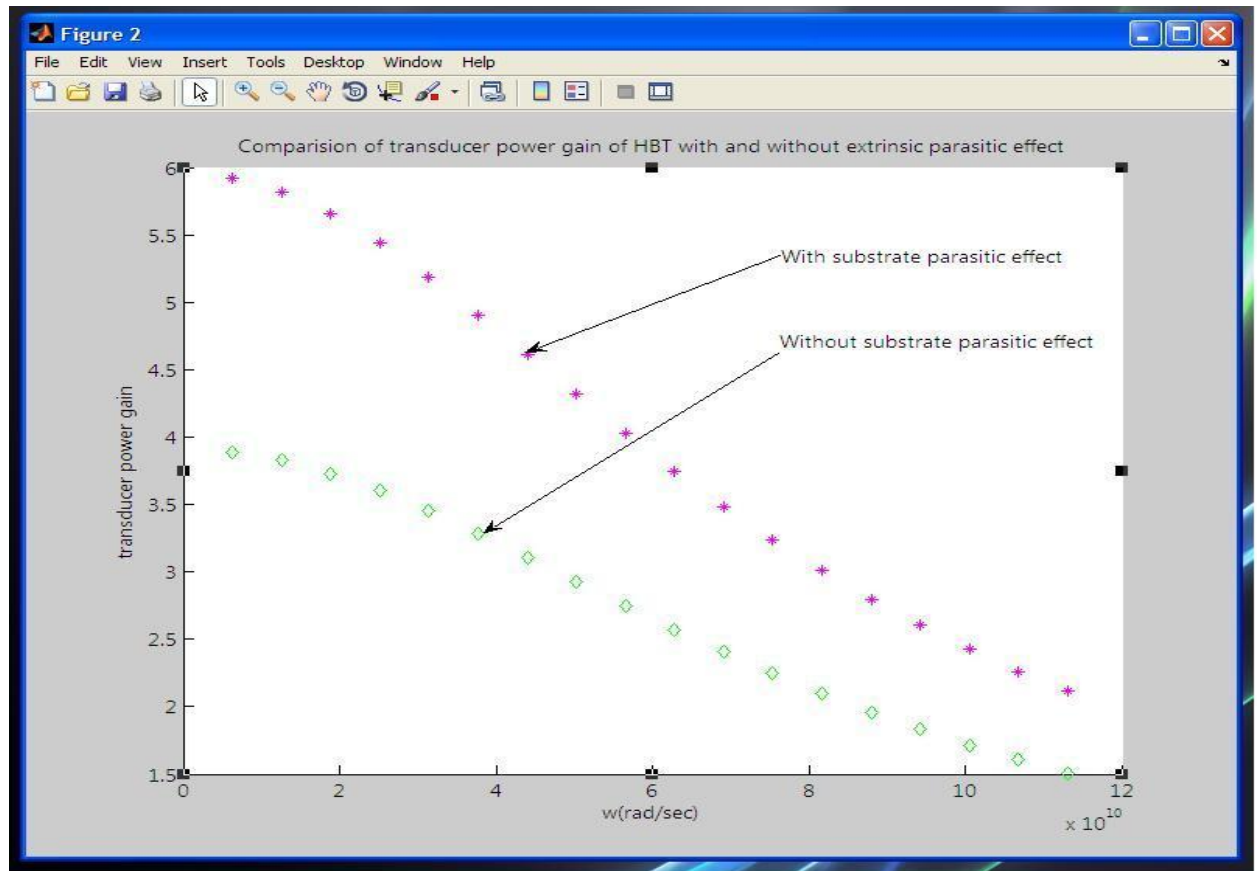 Figure 2
File Edit View Insert Tools Desktop Window Help
Comparision of transducer power gain of HBT with and without extrinsic parasitic effect
6
5.5
With substrate parasitic effect
5
Without substrate parasitic effect
4.5
4
3.5
3
2.5
2
1.5
transducer power gain
0 2 4 6 8 10 12
w(rad/sec)
x 10^10